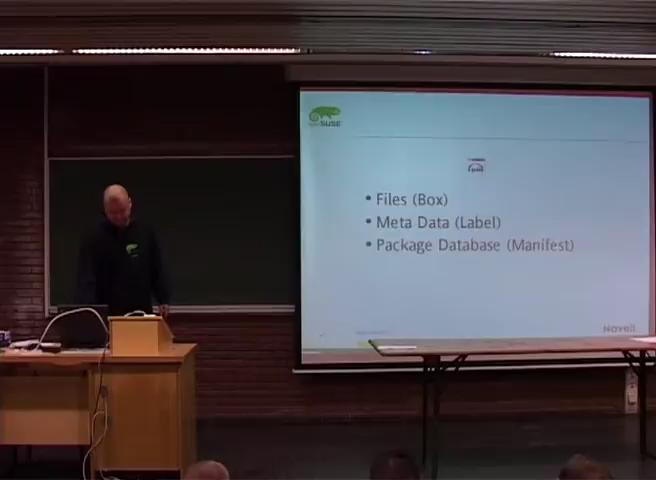 SUSE
• Files (Box)
• Meta Data (Label)
• Package Database (Manifest)
Novell